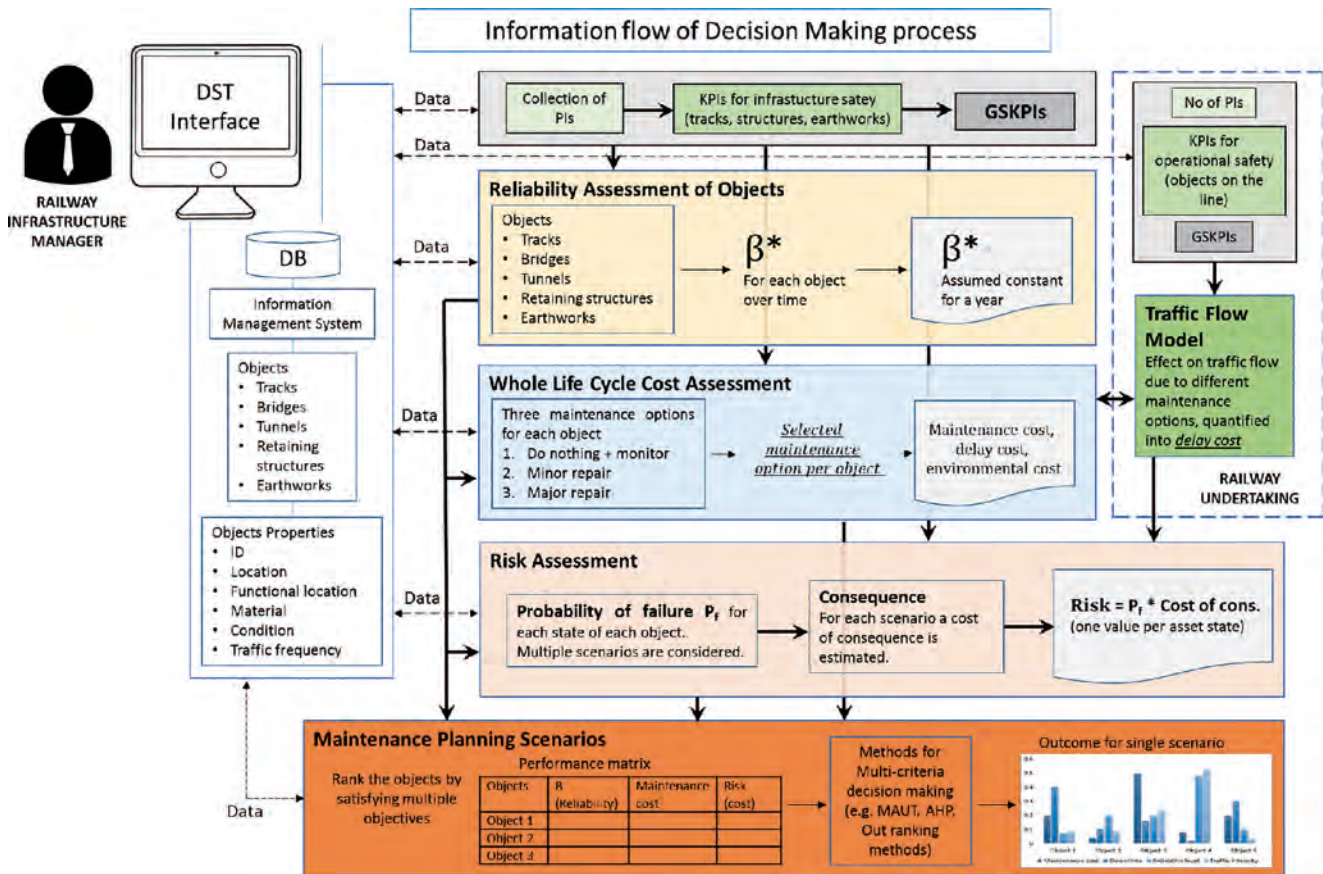 Information flow of Decision Making process
DST
Interface
RAILWAY
INFRASTRUCTURE
MANAGER
DB
Information
Management System
Objects
• Tracks
• Bridges
• Tunnels
• Retaining
structures
• Earthworks
Objects Properties
• ID
• Location
• Functional location
• Material
• Condition
• Traffic frequency
Data
Data
Data
Data
Data
Data
Collection of
PIs
KPIs for infrastucture satey
(tracks, structures, earthworks)
GSKPIs
No of PIs
KPIs for
operational safety
(objects on the
line)
GSKPIs
Reliability Assessment of Objects
Objects
• Tracks
• Bridges
• Tunnels
• Retaining structures
• Earthworks
β*
For each object
over time
β*
Assumed constant
for a year
Traffic Flow
Model
Effect on traffic flow
due to different
maintenance
options, quantified
into delay cost
RAILWAY
UNDERTAKING
Whole Life Cycle Cost Assessment
Three maintenance options
for each object
1. Do nothing + monitor
2. Minor repair
3. Major repair
Selected
maintenance
option per object
Maintenance cost,
delay cost,
environmental cost
Risk Assessment
Probability of failure Pf for
each state of each object.
Multiple scenarios are considered.
Consequence
For each scenario a cost
of consequence is
estimated.
Risk = Pf * Cost of cons.
(one value per asset state)
Maintenance Planning Scenarios
Rank the objects by
satisfying multiple
objectives
Performance matrix
Objects B (Reliability) Maintenance cost Risk (cost)
Object 1
Object 2
Object 3
Methods for
Multi-criteria
decision making
(e.g. MAUT, AHP,
Out ranking
methods)
Outcome for single scenario